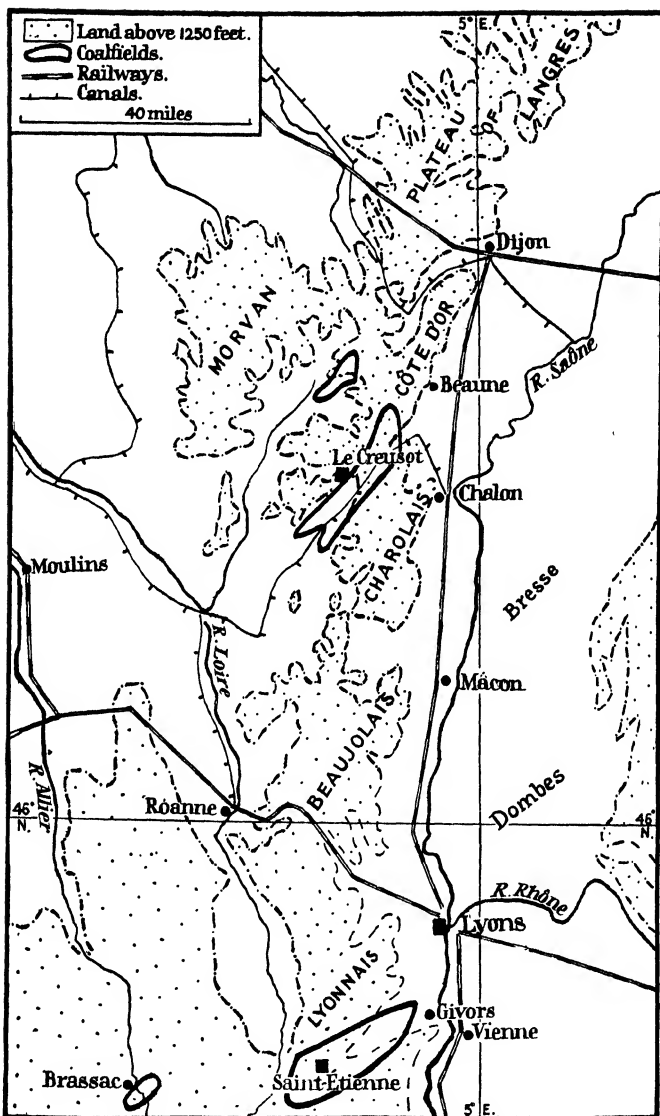 Land above 1250 feet.
Coalfields.
Railways.
Canals.
40 miles
5° E.
PLATEAU OF LANGRES
Dijon
MORVAN
CÔTE D'OR
R. Saône
Beaune
Le Creusot
Chalon
CHAROLAIS
Moulins
Bresse
R. Loire
Mâcon
BEAUJOLAIS
R. Allier
Roanne
Dombes
46° N.
46 N.
R. Rhône
Lyons
LYONNAIS
Givors
Vienne
Brassac
Saint-Etienne
5° E.